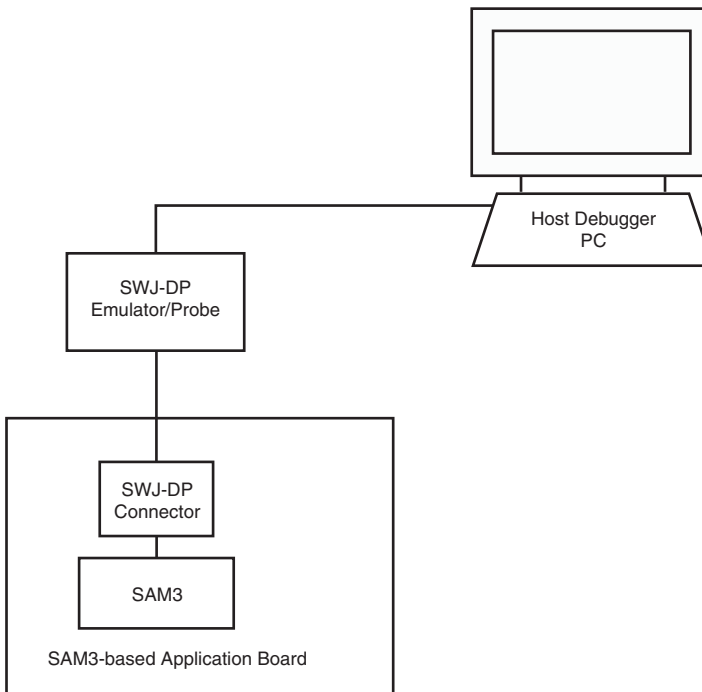 Host Debugger
PC
SWJ-DP
Emulator/Probe
SWJ-DP
Connector
SAM3
SAM3-based Application Board